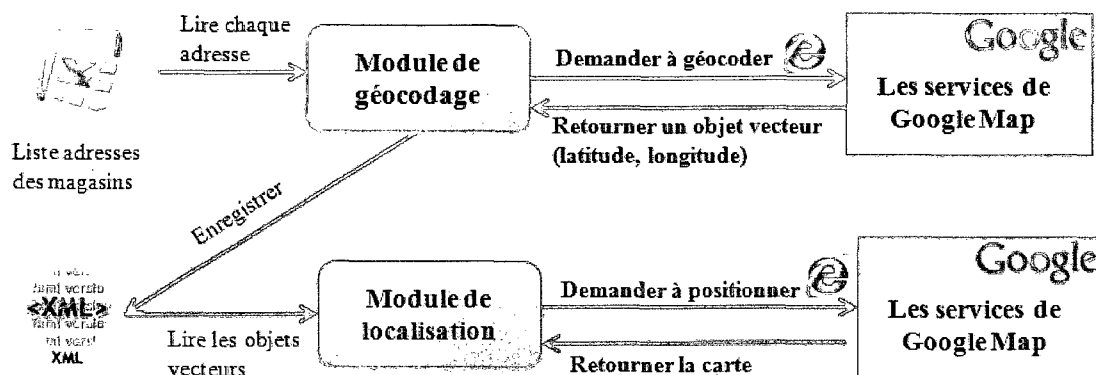 Lire chaque
adresse
Module de
géocodage
Demander à géocoder
Retourner un objet vecteur
(latitude, longitude)
Google
Les services de
Google Map
Liste adresses
des magasins
Enregistrer
<XML>
XML
Lire les objets
vecteurs
Module de
localisation
Demander à positionner
Retourner la carte
Google
Les services de
Google Map